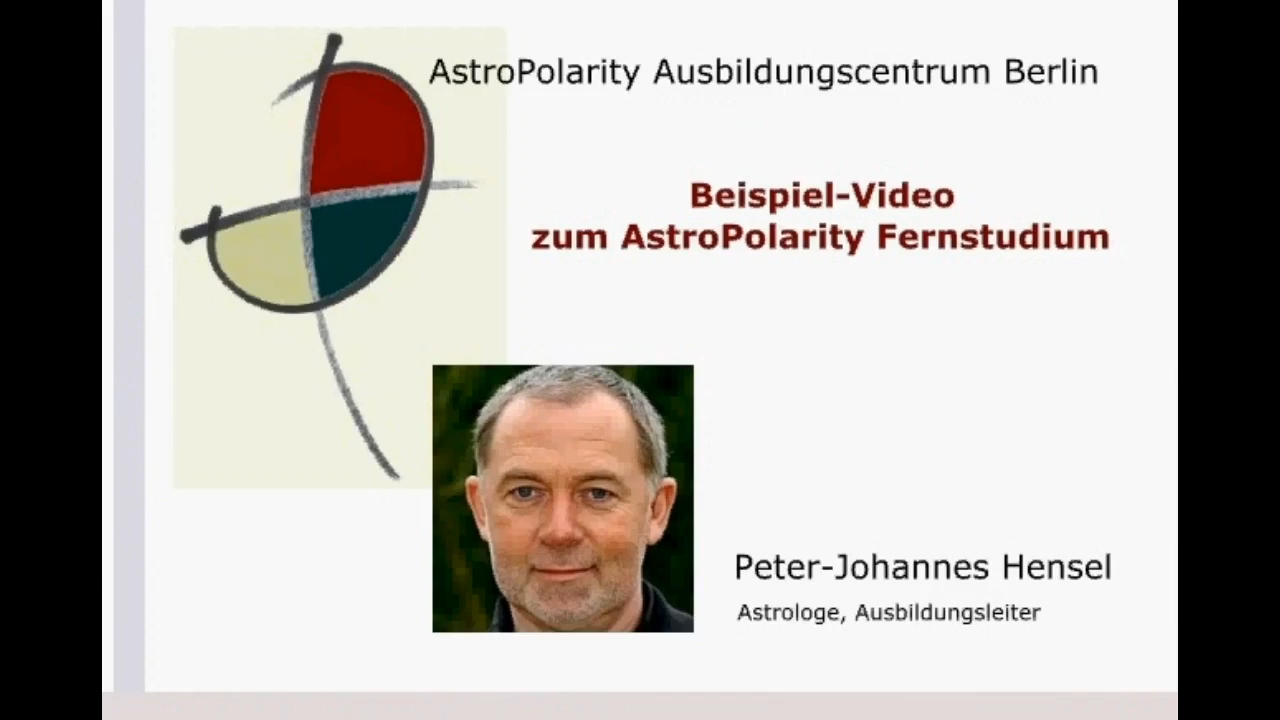 AstroPolarity Ausbildungscentrum Berlin
Beispiel-Video
zum AstroPolarity Fernstudium
Peter-Johannes Hensel
Astrologe, Ausbildungsleiter